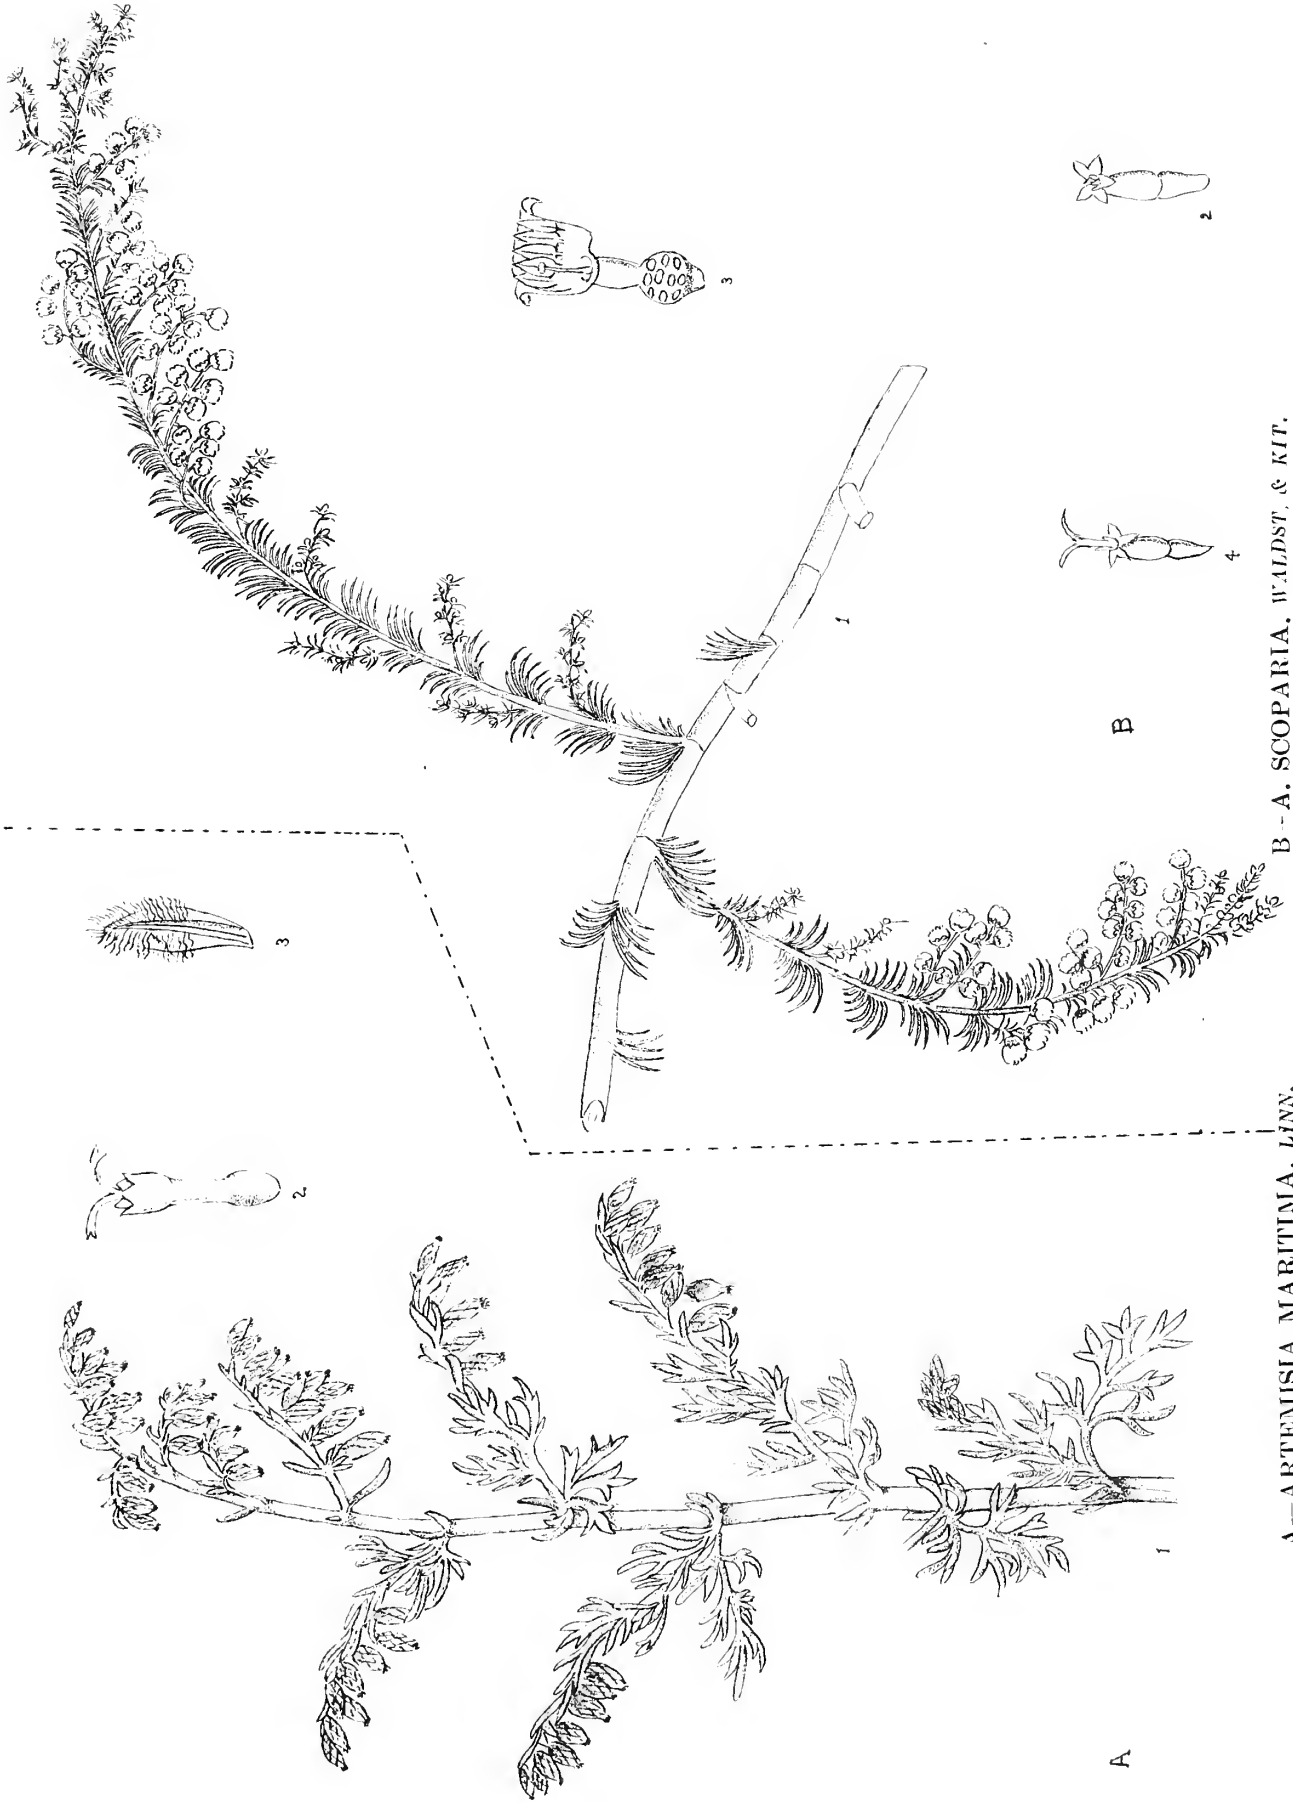 3
2
1
A
A—ARTEMISIA MARITIMA. LINN.
3
2
1
4
B
B—A. SCOPARIA. WALDST. & KIT.